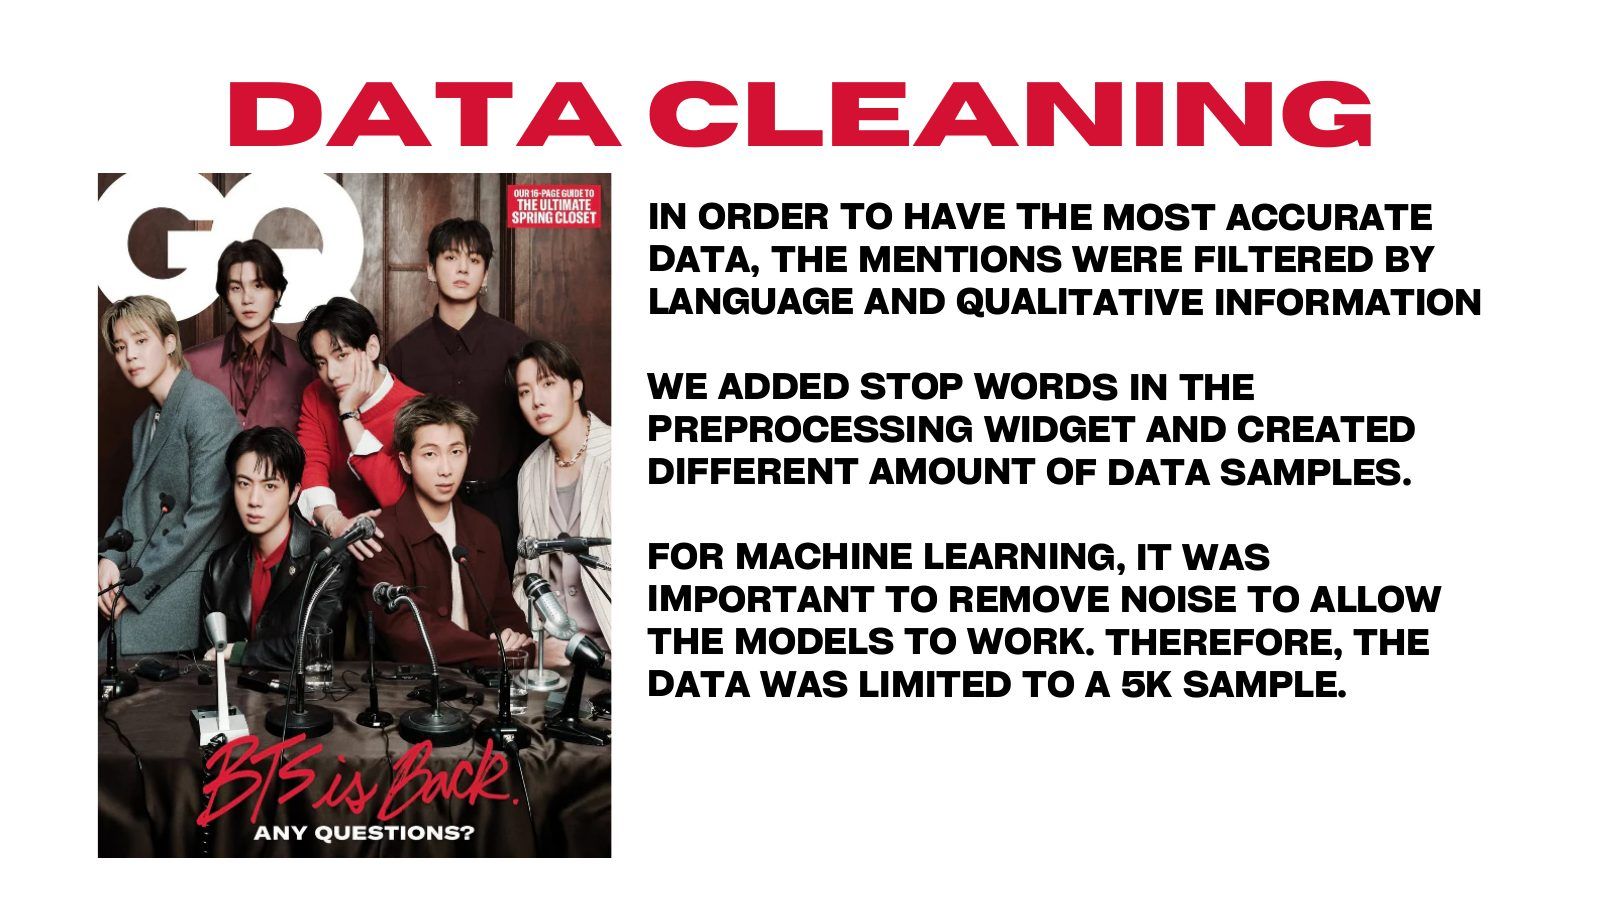 DATA CLEANING
GQ
OUR 16-PAGE GUIDE TO
THE ULTIMATE
SPRING CLOSET
BTS is Back.
ANY QUESTIONS?
IN ORDER TO HAVE THE MOST ACCURATE
DATA, THE MENTIONS WERE FILTERED BY
LANGUAGE AND QUALITATIVE INFORMATION
WE ADDED STOP WORDS IN THE
PREPROCESSING WIDGET AND CREATED
DIFFERENT AMOUNT OF DATA SAMPLES.
FOR MACHINE LEARNING, IT WAS
IMPORTANT TO REMOVE NOISE TO ALLOW
THE MODELS TO WORK. THEREFORE, THE
DATA WAS LIMITED TO A 5K SAMPLE.